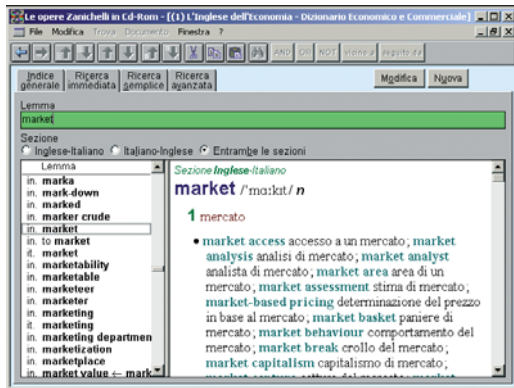 Le opere Zanichelli in Cd-Rom - [(1) L'Inglese dell'Economia - Dizionario Economico e Commerciale]
File Modifica Trova Documento Finestra ?
AND OR NOT vicino a seguito da
Indice generale Ricerca immediata Ricerca semplice Ricerca avanzata Modifica Nuova
Lemma
market
Sezione
Inglese-Italiano Italiano-Inglese Entrambe le sezioni
Lemma
in. marka
in. mark-down
in. marked
in. marker crude
in. market
in. to market
it. market
in. marketability
in. marketable
in. marketeer
in. marketer
in. marketing
it. marketing
in. marketing departmen
in. marketization
in. marketplace
in. market value ← mark
Sezione Inglese-Italiano
market /'mɑːkɪt/ n
1 mercato
• market access accesso a un mercato; market
analysis analisi di mercato; market analyst
analista di mercato; market area area di un
mercato; market assessment stima di mercato;
market-based pricing determinazione del prezzo
in base al mercato; market basket paniere di
mercato; market behaviour comportamento del
mercato; market break crollo del mercato;
market capitalism capitalismo di mercato;